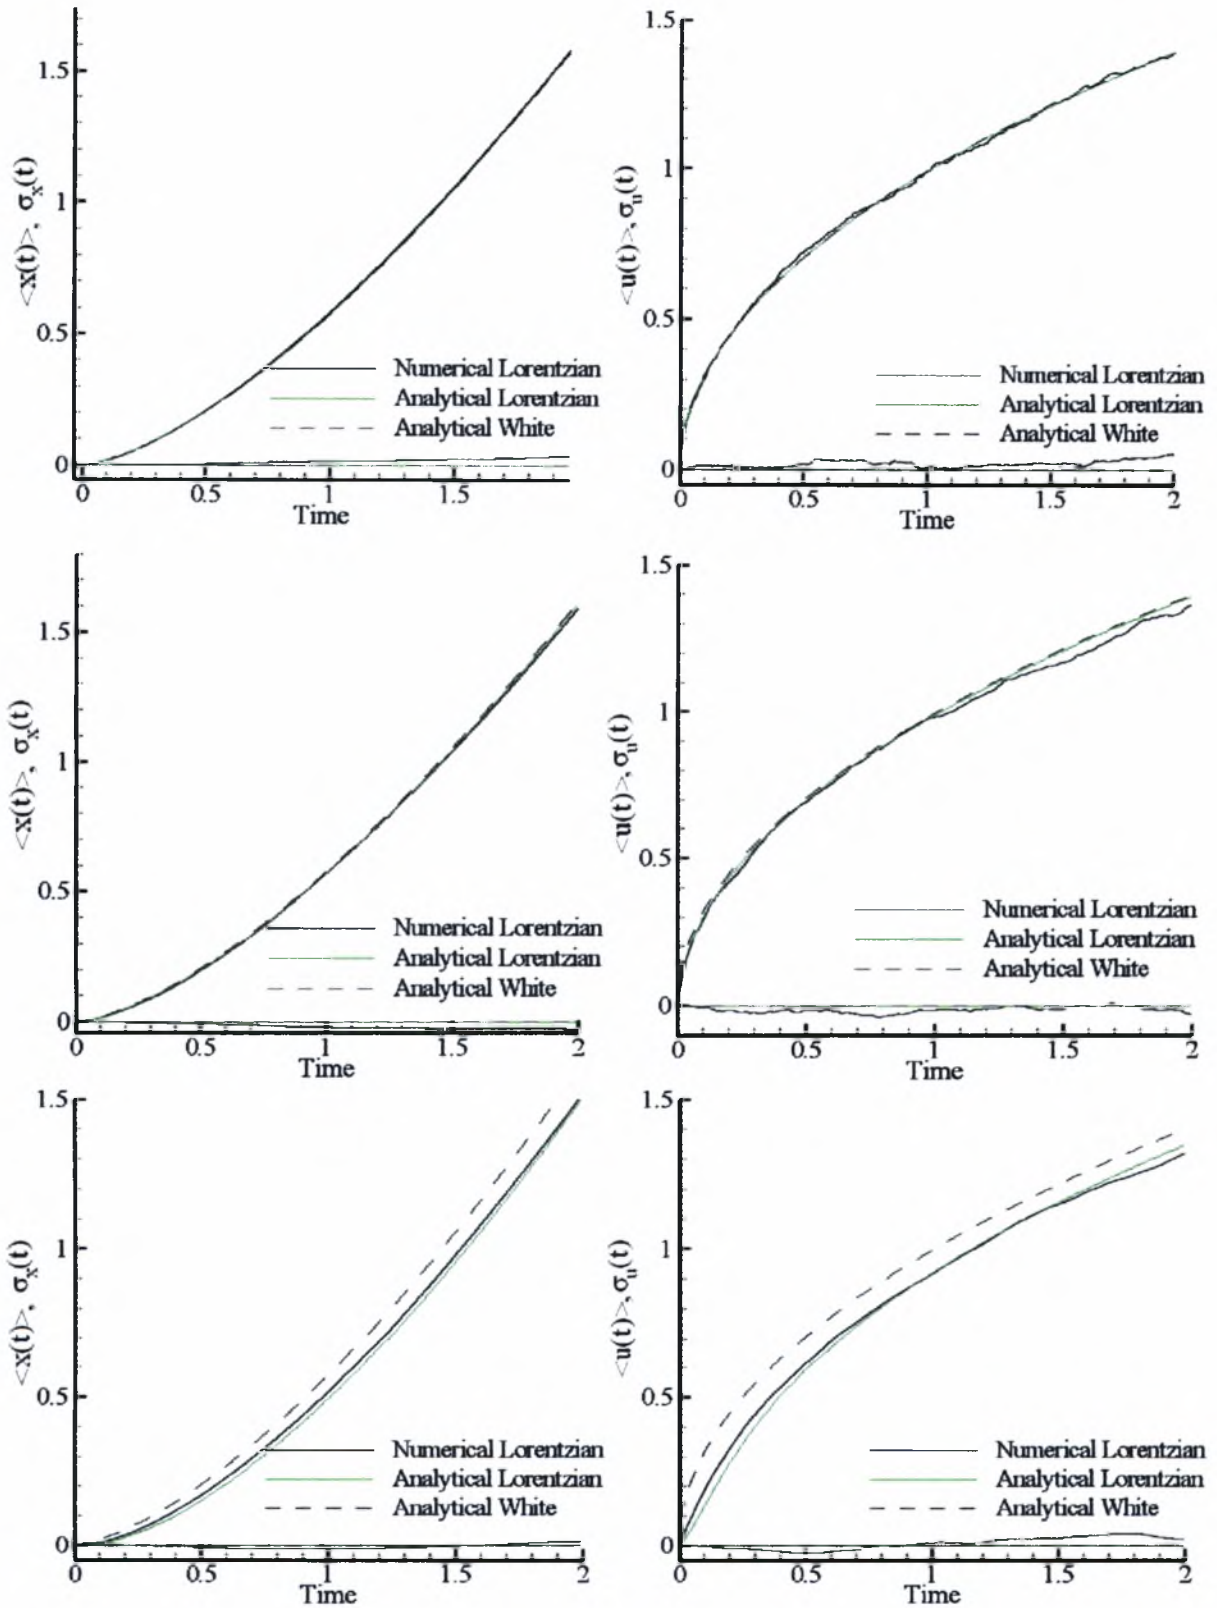 1.5
1
0.5
0
<x(t)>, σx(t)
Numerical Lorentzian
Analytical Lorentzian
Analytical White
0 0.5 1 1.5
Time
1.5
1
0.5
0
<u(t)>, σu(t)
Numerical Lorentzian
Analytical Lorentzian
Analytical White
0 0.5 1 1.5 2
Time
1.5
1
0.5
0
<x(t)>, σx(t)
Numerical Lorentzian
Analytical Lorentzian
Analytical White
0 0.5 1 1.5 2
Time
1.5
1
0.5
0
<u(t)>, σu(t)
Numerical Lorentzian
Analytical Lorentzian
Analytical White
0 0.5 1 1.5 2
Time
1.5
1
0.5
0
<x(t)>, σx(t)
Numerical Lorentzian
Analytical Lorentzian
Analytical White
0 0.5 1 1.5 2
Time
1.5
1
0.5
0
<u(t)>, σu(t)
Numerical Lorentzian
Analytical Lorentzian
Analytical White
0 0.5 1 1.5 2
Time